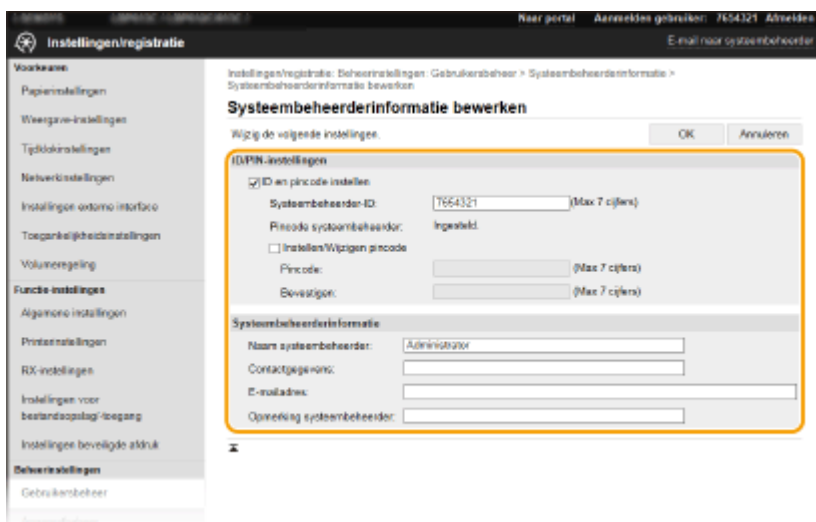 Naar portal Aanmelden gebruiker: 7654321 Afmelden
Instellingen/registratie
E-mail naar systeembeheerder
Voorkeuren
Papierinstellingen
Weergave-instellingen
Tijdklokinstellingen
Netwerkinstellingen
Instellingen externe interface
Toegankelijkheidsinstellingen
Volumeregeling
Functie-instellingen
Algemene instellingen
Printerinstellingen
RX-instellingen
Instellingen voor
bestandsopslag/-toegang
Instellingen beveiligde afdruk
Beheerinstellingen
Gebruikersbeheer
Instellingen/registratie: Beheerinstellingen: Gebruikersbeheer > Systeembeheerderinformatie >
Systeembeheerderinformatie bewerken
Systeembeheerderinformatie bewerken
Wijzig de volgende instellingen.
OK Annuleren
ID/PIN-instellingen
ID en pincode instellen
Systeembeheerder-ID: 7654321 (Max 7 cijfers)
Pincode systeembeheerder: Ingesteld.
Instellen/Wijzigen pincode
Pincode: (Max 7 cijfers)
Bevestigen: (Max 7 cijfers)
Systeembeheerderinformatie
Naam systeembeheerder: Administrator
Contactgegevens:
E-mailadres:
Opmerking systeembeheerder: